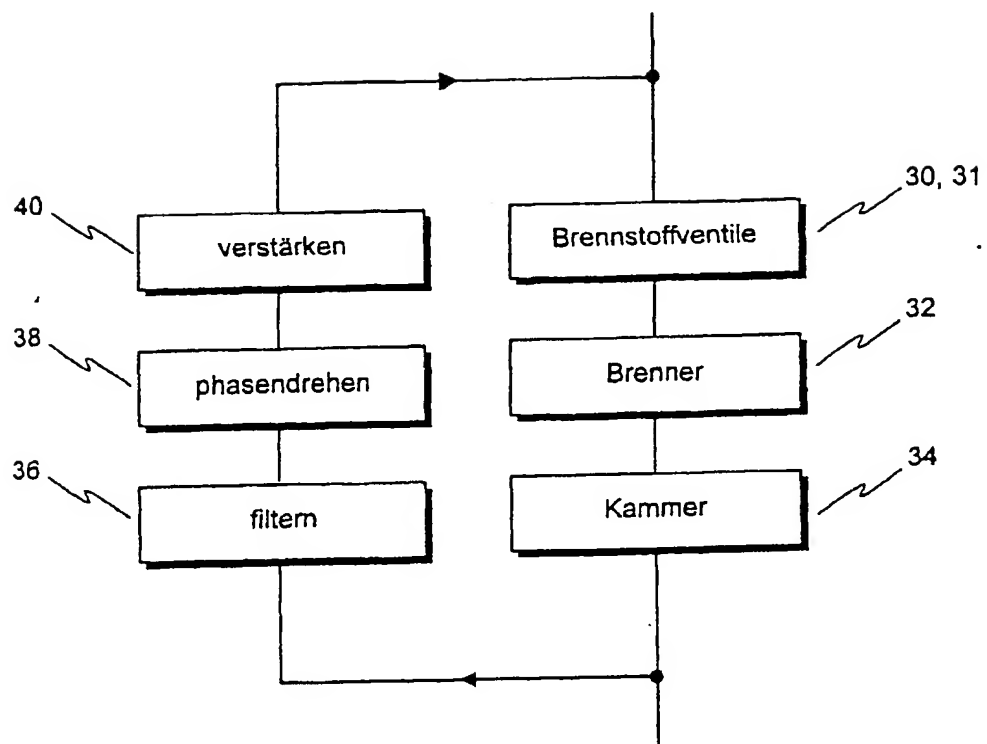 30, 31
40
verstärken
Brennstoffventile
38
32
phasendrehen
Brenner
36
34
filtern
Kammer